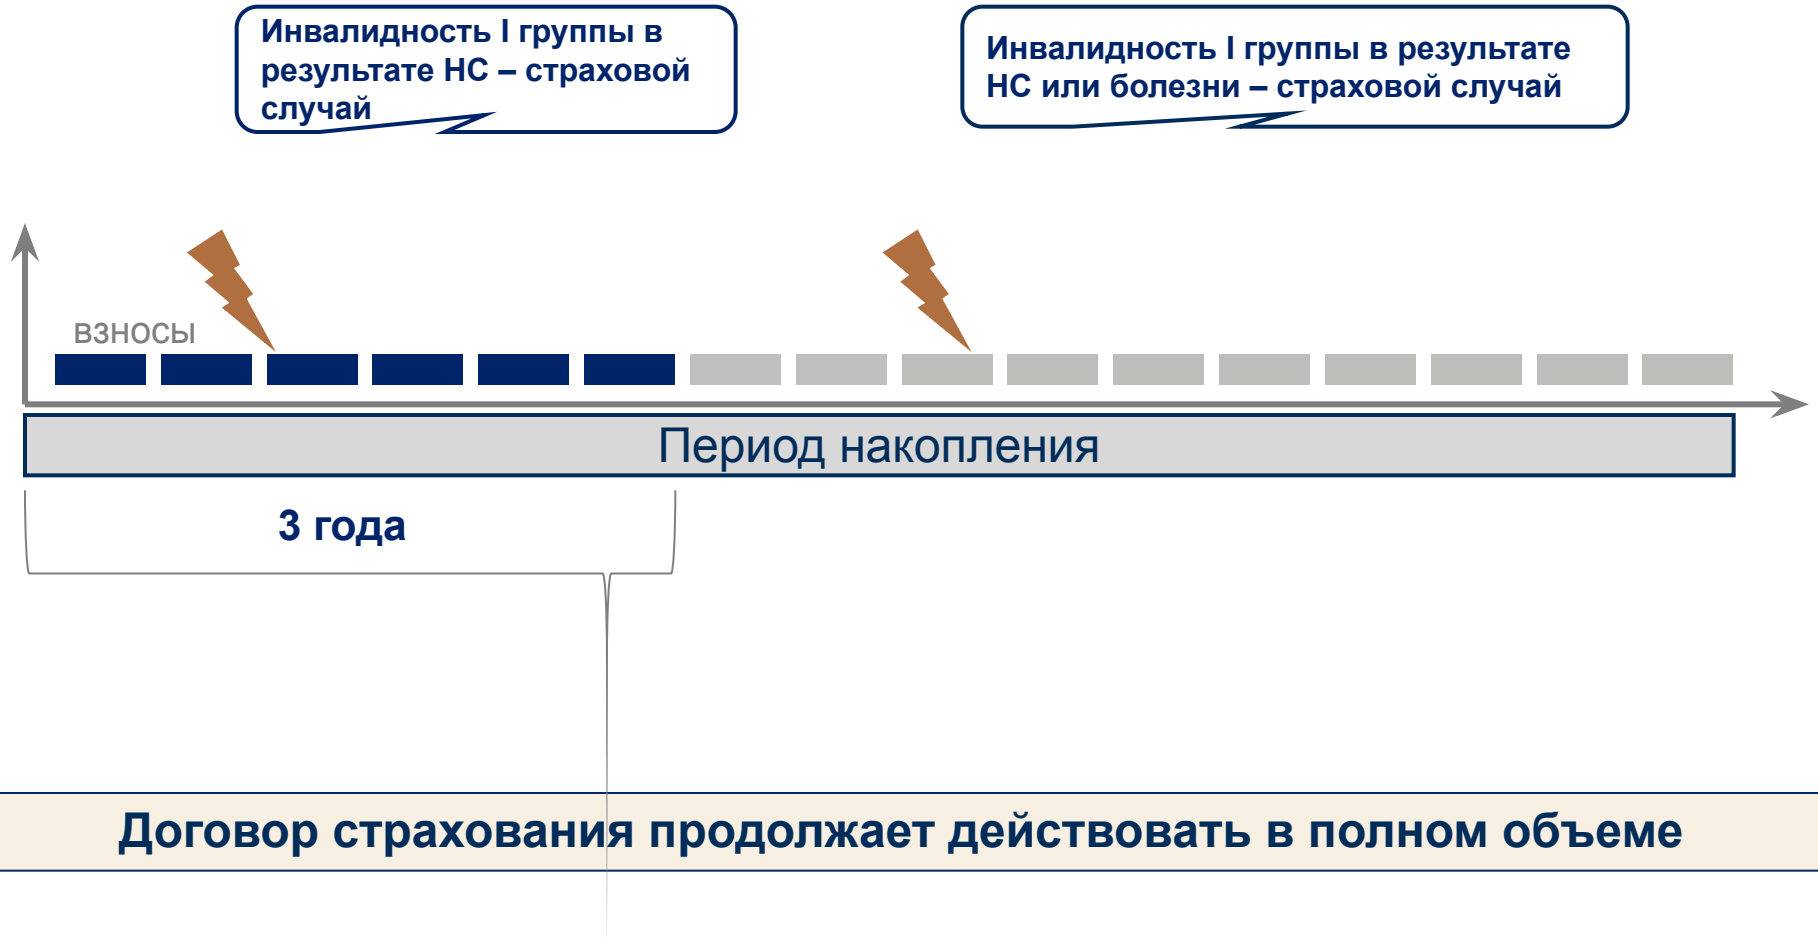 Инвалидность I группы в
результате НС – страховой
случай
Инвалидность I группы в результате
НС или болезни – страховой случай
взносы
Период накопления
3 года
Договор страхования продолжает действовать в полном объеме